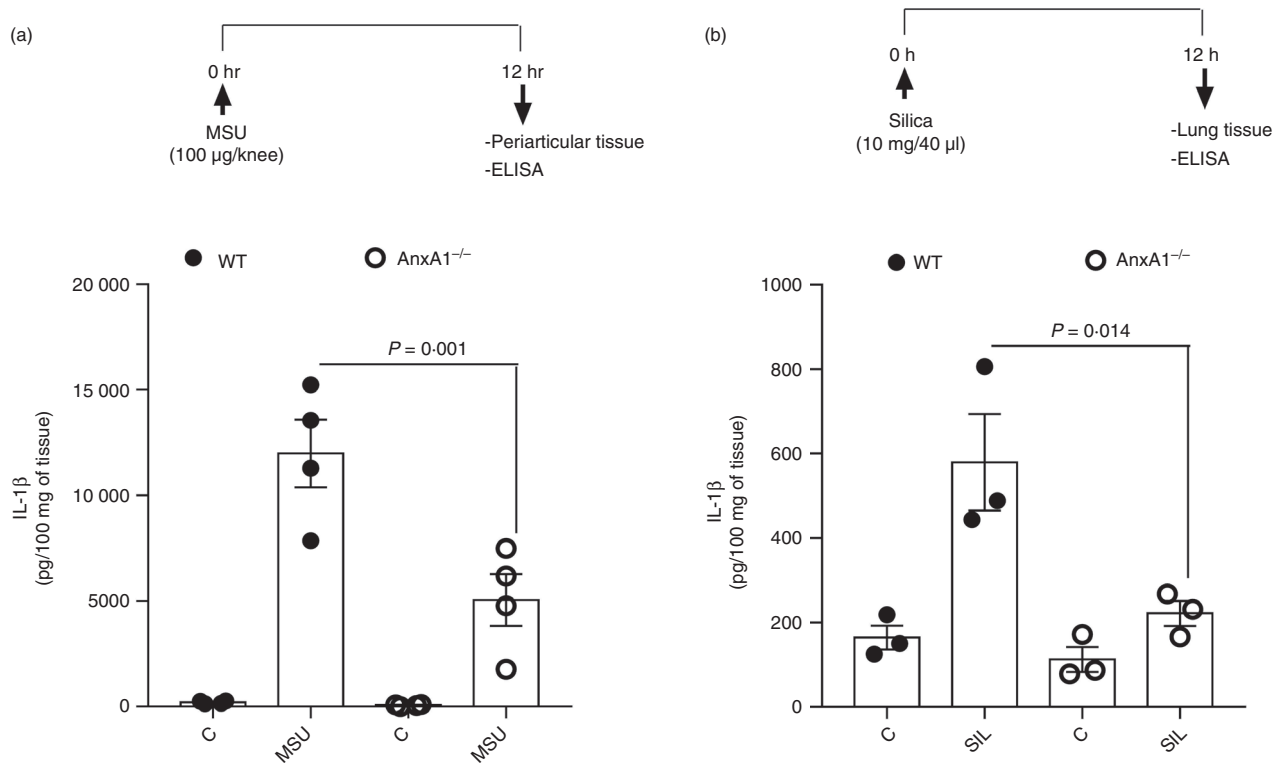 (a)
0 hr
12 hr
MSU
(100 µg/knee)
-Periarticular tissue
-ELISA
WT
AnxA1⁻/⁻
20 000
15 000
10 000
5000
0
IL-1β
(pg/100 mg of tissue)
P = 0·001
C
MSU
C
MSU
(b)
0 h
12 h
Silica
(10 mg/40 µl)
-Lung tissue
-ELISA
WT
AnxA1⁻/⁻
1000
800
600
400
200
0
IL-1β
(pg/100 mg of tissue)
P = 0·014
C
SIL
C
SIL